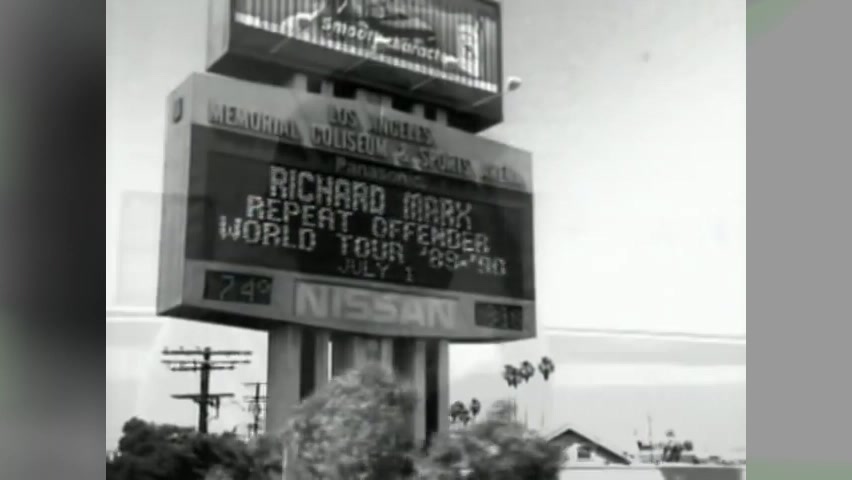 Smooth
LOS ANGELES
MEMORIAL COLISEUM & SPORTS ARENA
Panasonic
RICHARD MARX
REPEAT OFFENDER
WORLD TOUR '89-'90
JULY 1
74°
NISSAN